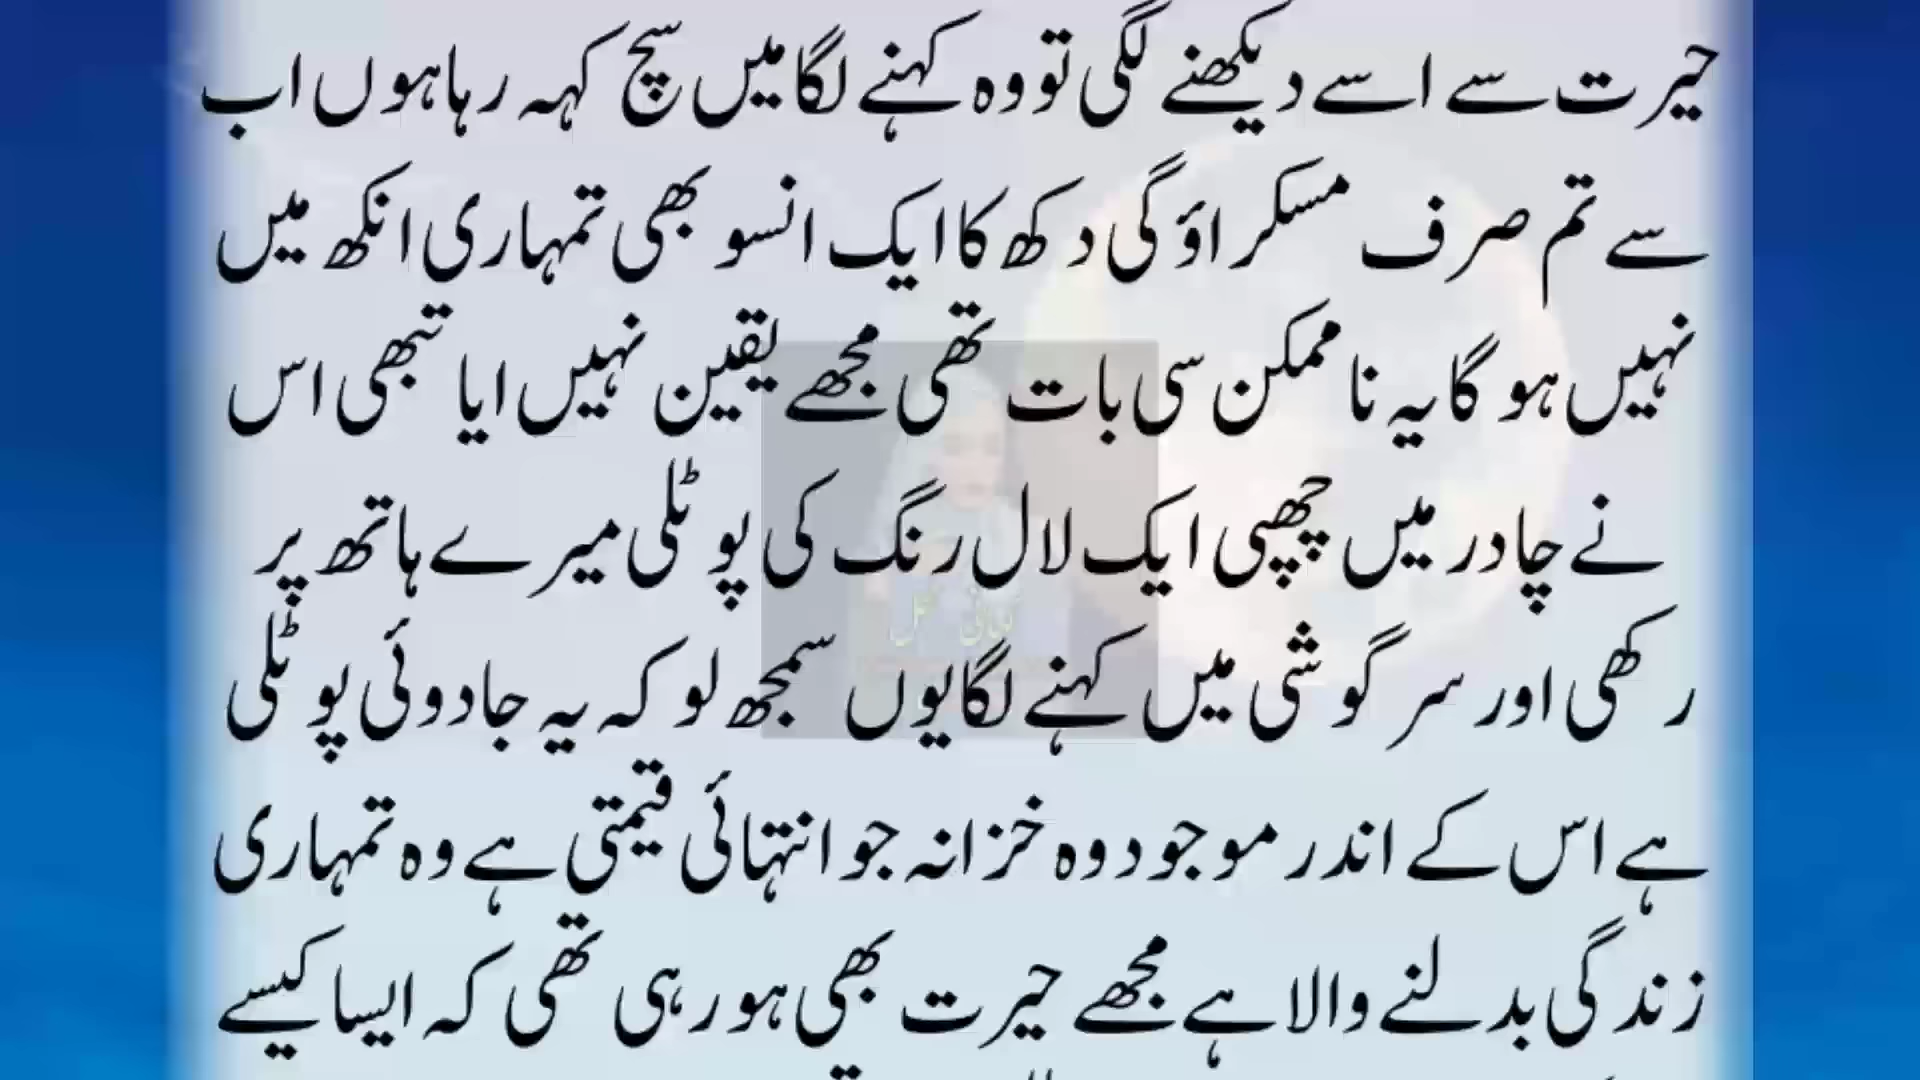 حیرت سے اسے دیکھنے لگی تو وہ کہنے لگا میں سچ کہہ رہا ہوں اب
سے تم صرف مسکراؤ گی دکھ کا ایک انسو بھی تمہاری انکھ میں
نہیں ہو گا یہ نا ممکن سی بات تھی مجھے یقین نہیں ایا تبھی اس
نے چادر میں چھپی ایک لال رنگ کی پوٹلی میرے ہاتھ پر
رکھی اور سرگوشی میں کہنے لگا یوں سمجھ لو کہ یہ جادوئی پوٹلی
ہے اس کے اندر موجود وہ خزانہ جو انتہائی قیمتی ہے وہ تمہاری
زندگی بدلنے والا ہے مجھے حیرت بھی ہو رہی تھی کہ ایسا کیسے